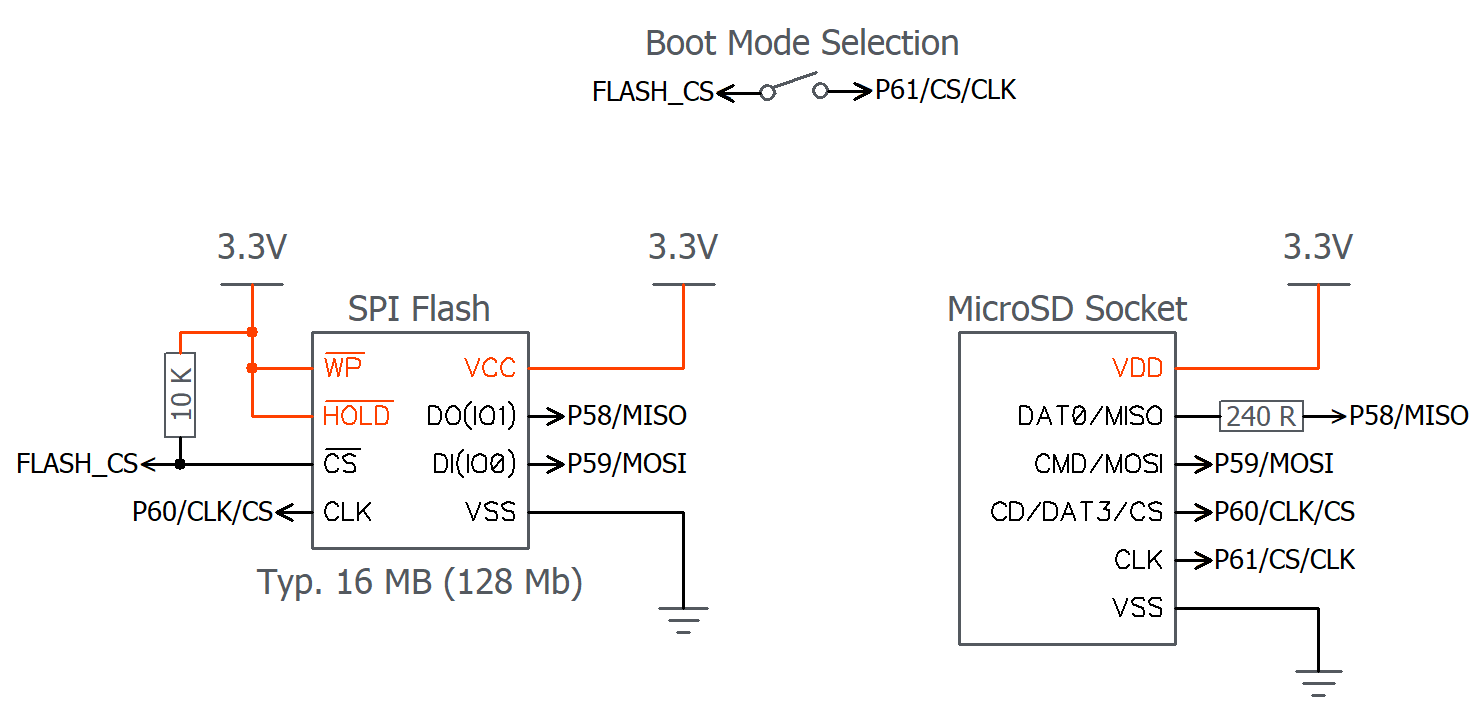 Boot Mode Selection
FLASH_CS P61/CS/CLK
3.3V 3.3V 3.3V
SPI Flash MicroSD Socket
WP VCC VDD
10 K
HOLD DO(IO1) P58/MISO DAT0/MISO 240 R P58/MISO
FLASH_CS CS DI(IO0) P59/MOSI CMD/MOSI P59/MOSI
P60/CLK/CS CLK VSS CD/DAT3/CS P60/CLK/CS
CLK P61/CS/CLK
Typ. 16 MB (128 Mb) VSS